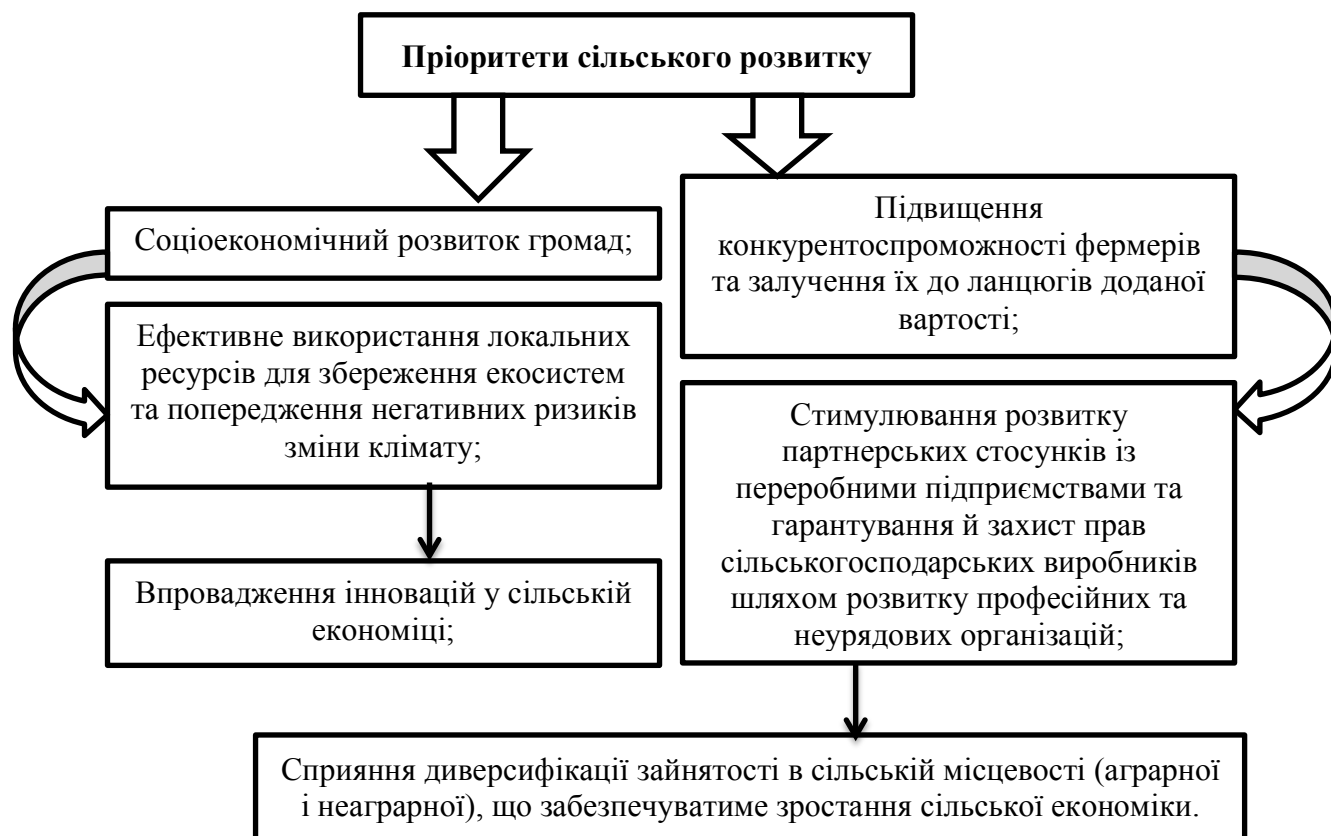 Пріоритети сільського розвитку
Соціоекономічний розвиток громад;
Ефективне використання локальних
ресурсів для збереження екосистем
та попередження негативних ризиків
зміни клімату;
Впровадження інновацій у сільській
економіці;
Підвищення
конкурентоспроможності фермерів
та залучення їх до ланцюгів доданої
вартості;
Стимулювання розвитку
партнерських стосунків із
переробними підприємствами та
гарантування й захист прав
сільськогосподарських виробників
шляхом розвитку професійних та
неурядових організацій;
Сприяння диверсифікації зайнятості в сільській місцевості (аграрної
і неаграрної), що забезпечуватиме зростання сільської економіки.